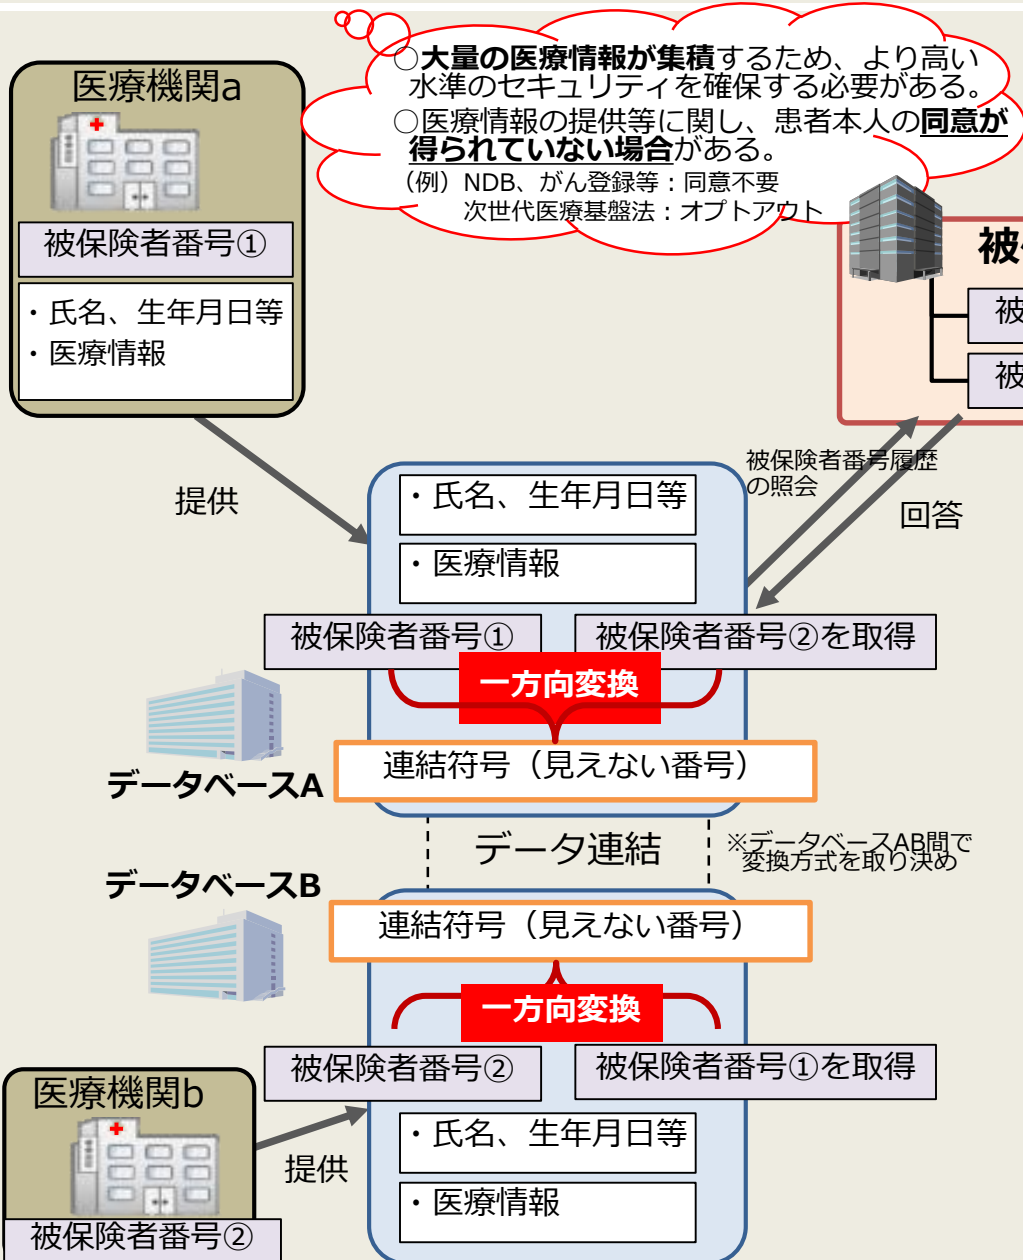 ○大量の医療情報が集積するため、より高い
水準のセキュリティを確保する必要がある。
○医療情報の提供等に関し、患者本人の同意が
得られていない場合がある。
（例）NDB、がん登録等：同意不要
次世代医療基盤法：オプトアウト
医療機関a
被保険者番号①
・氏名、生年月日等
・医療情報
被
被
被
提供
被保険者番号履歴
の照会
回答
・氏名、生年月日等
・医療情報
被保険者番号①
被保険者番号②を取得
一方向変換
連結符号（見えない番号）
データベースA
データ連結
※データベースAB間で
変換方式を取り決め
データベースB
連結符号（見えない番号）
一方向変換
被保険者番号②
被保険者番号①を取得
医療機関b
被保険者番号②
提供
・氏名、生年月日等
・医療情報